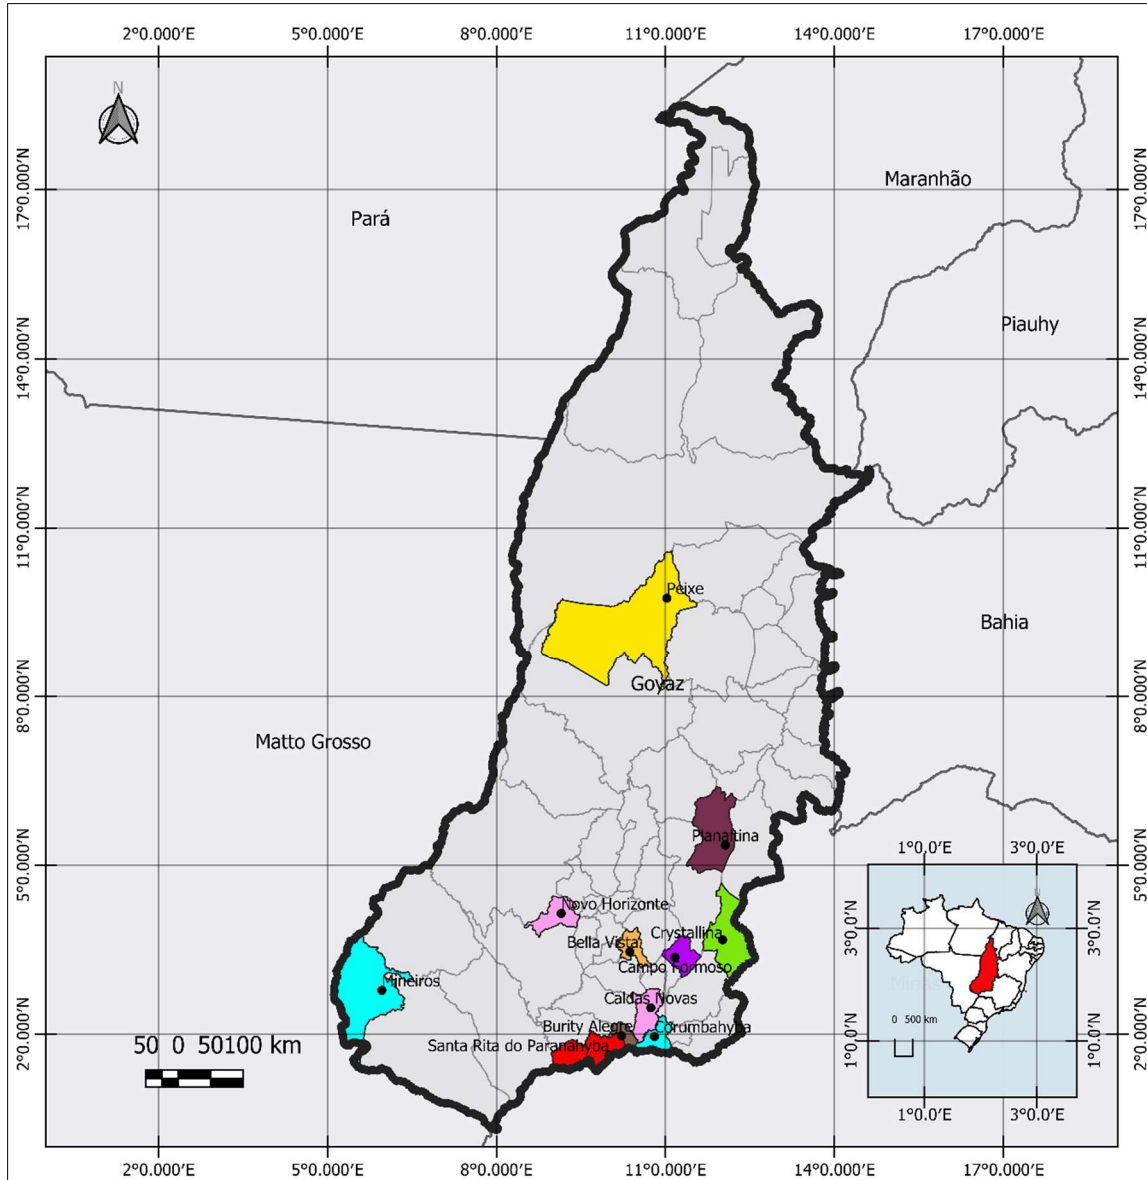 2°0.000′E 5°0.000′E 8°0.000′E 11°0.000′E 14°0.000′E 17°0.000′E
N
17°0.000′N
17°0.000′N
Maranhão
Pará
Piauhy
14°0.000′N
14°0.000′N
11°0.000′N
11°0.000′N
Peixe
Bahia
Goyaz
8°0.000′N
8°0.000′N
Matto Grosso
Planaltina
5°0.000′N
5°0.000′N
Novo Horizonte
Crystallina
Bella Vista
Campo Formoso
Mineiros
Caldas Novas
Burity Alegre
Corumbahyba
Santa Rita do Paranahyba
2°0.000′N
2°0.000′N
50 0 50100 km
1°0.0′E 3°0.0′E
N
3°0.0′N
3°0.0′N
0 500 km
1°0.0′N
1°0.0′N
1°0.0′E 3°0.0′E
2°0.000′E 5°0.000′E 8°0.000′E 11°0.000′E 14°0.000′E 17°0.000′E